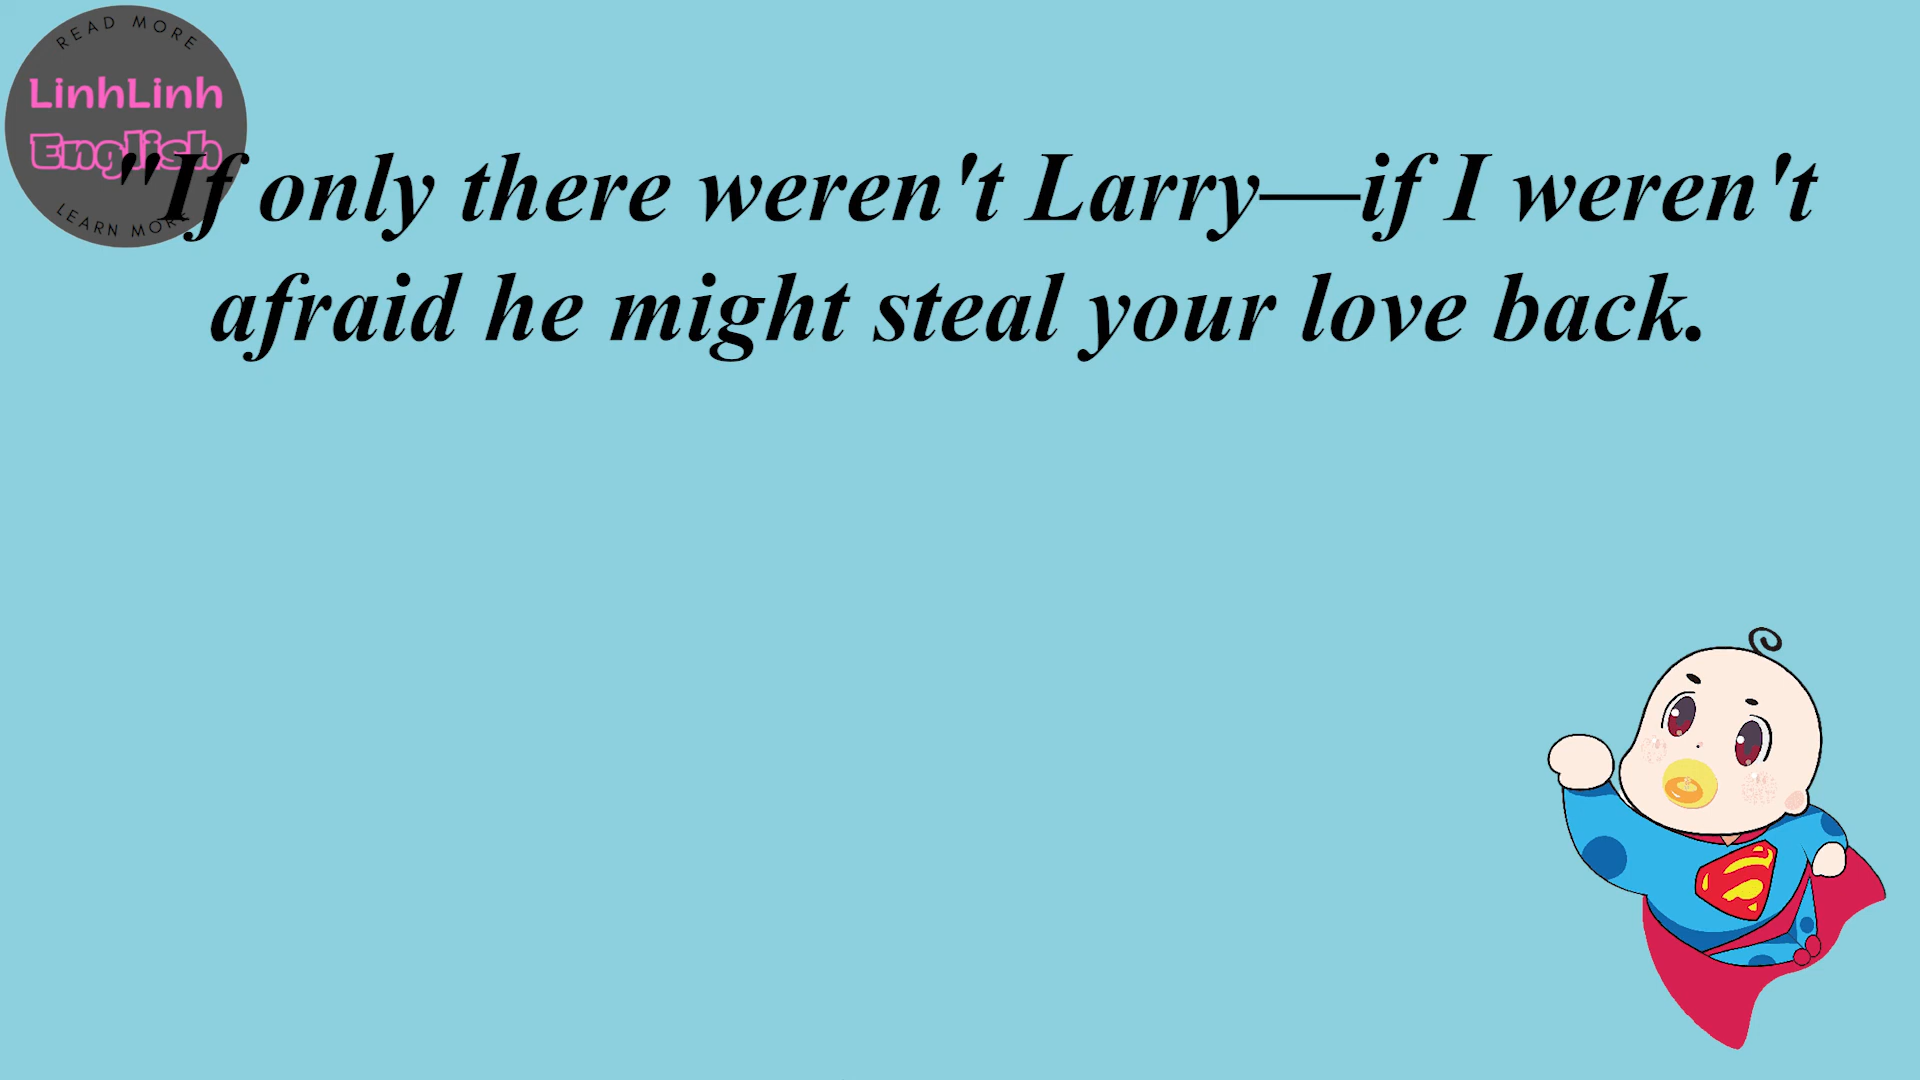 READ MORE
LinhLinh
English
LEARN MORE
"If only there weren't Larry—if I weren't
afraid he might steal your love back.